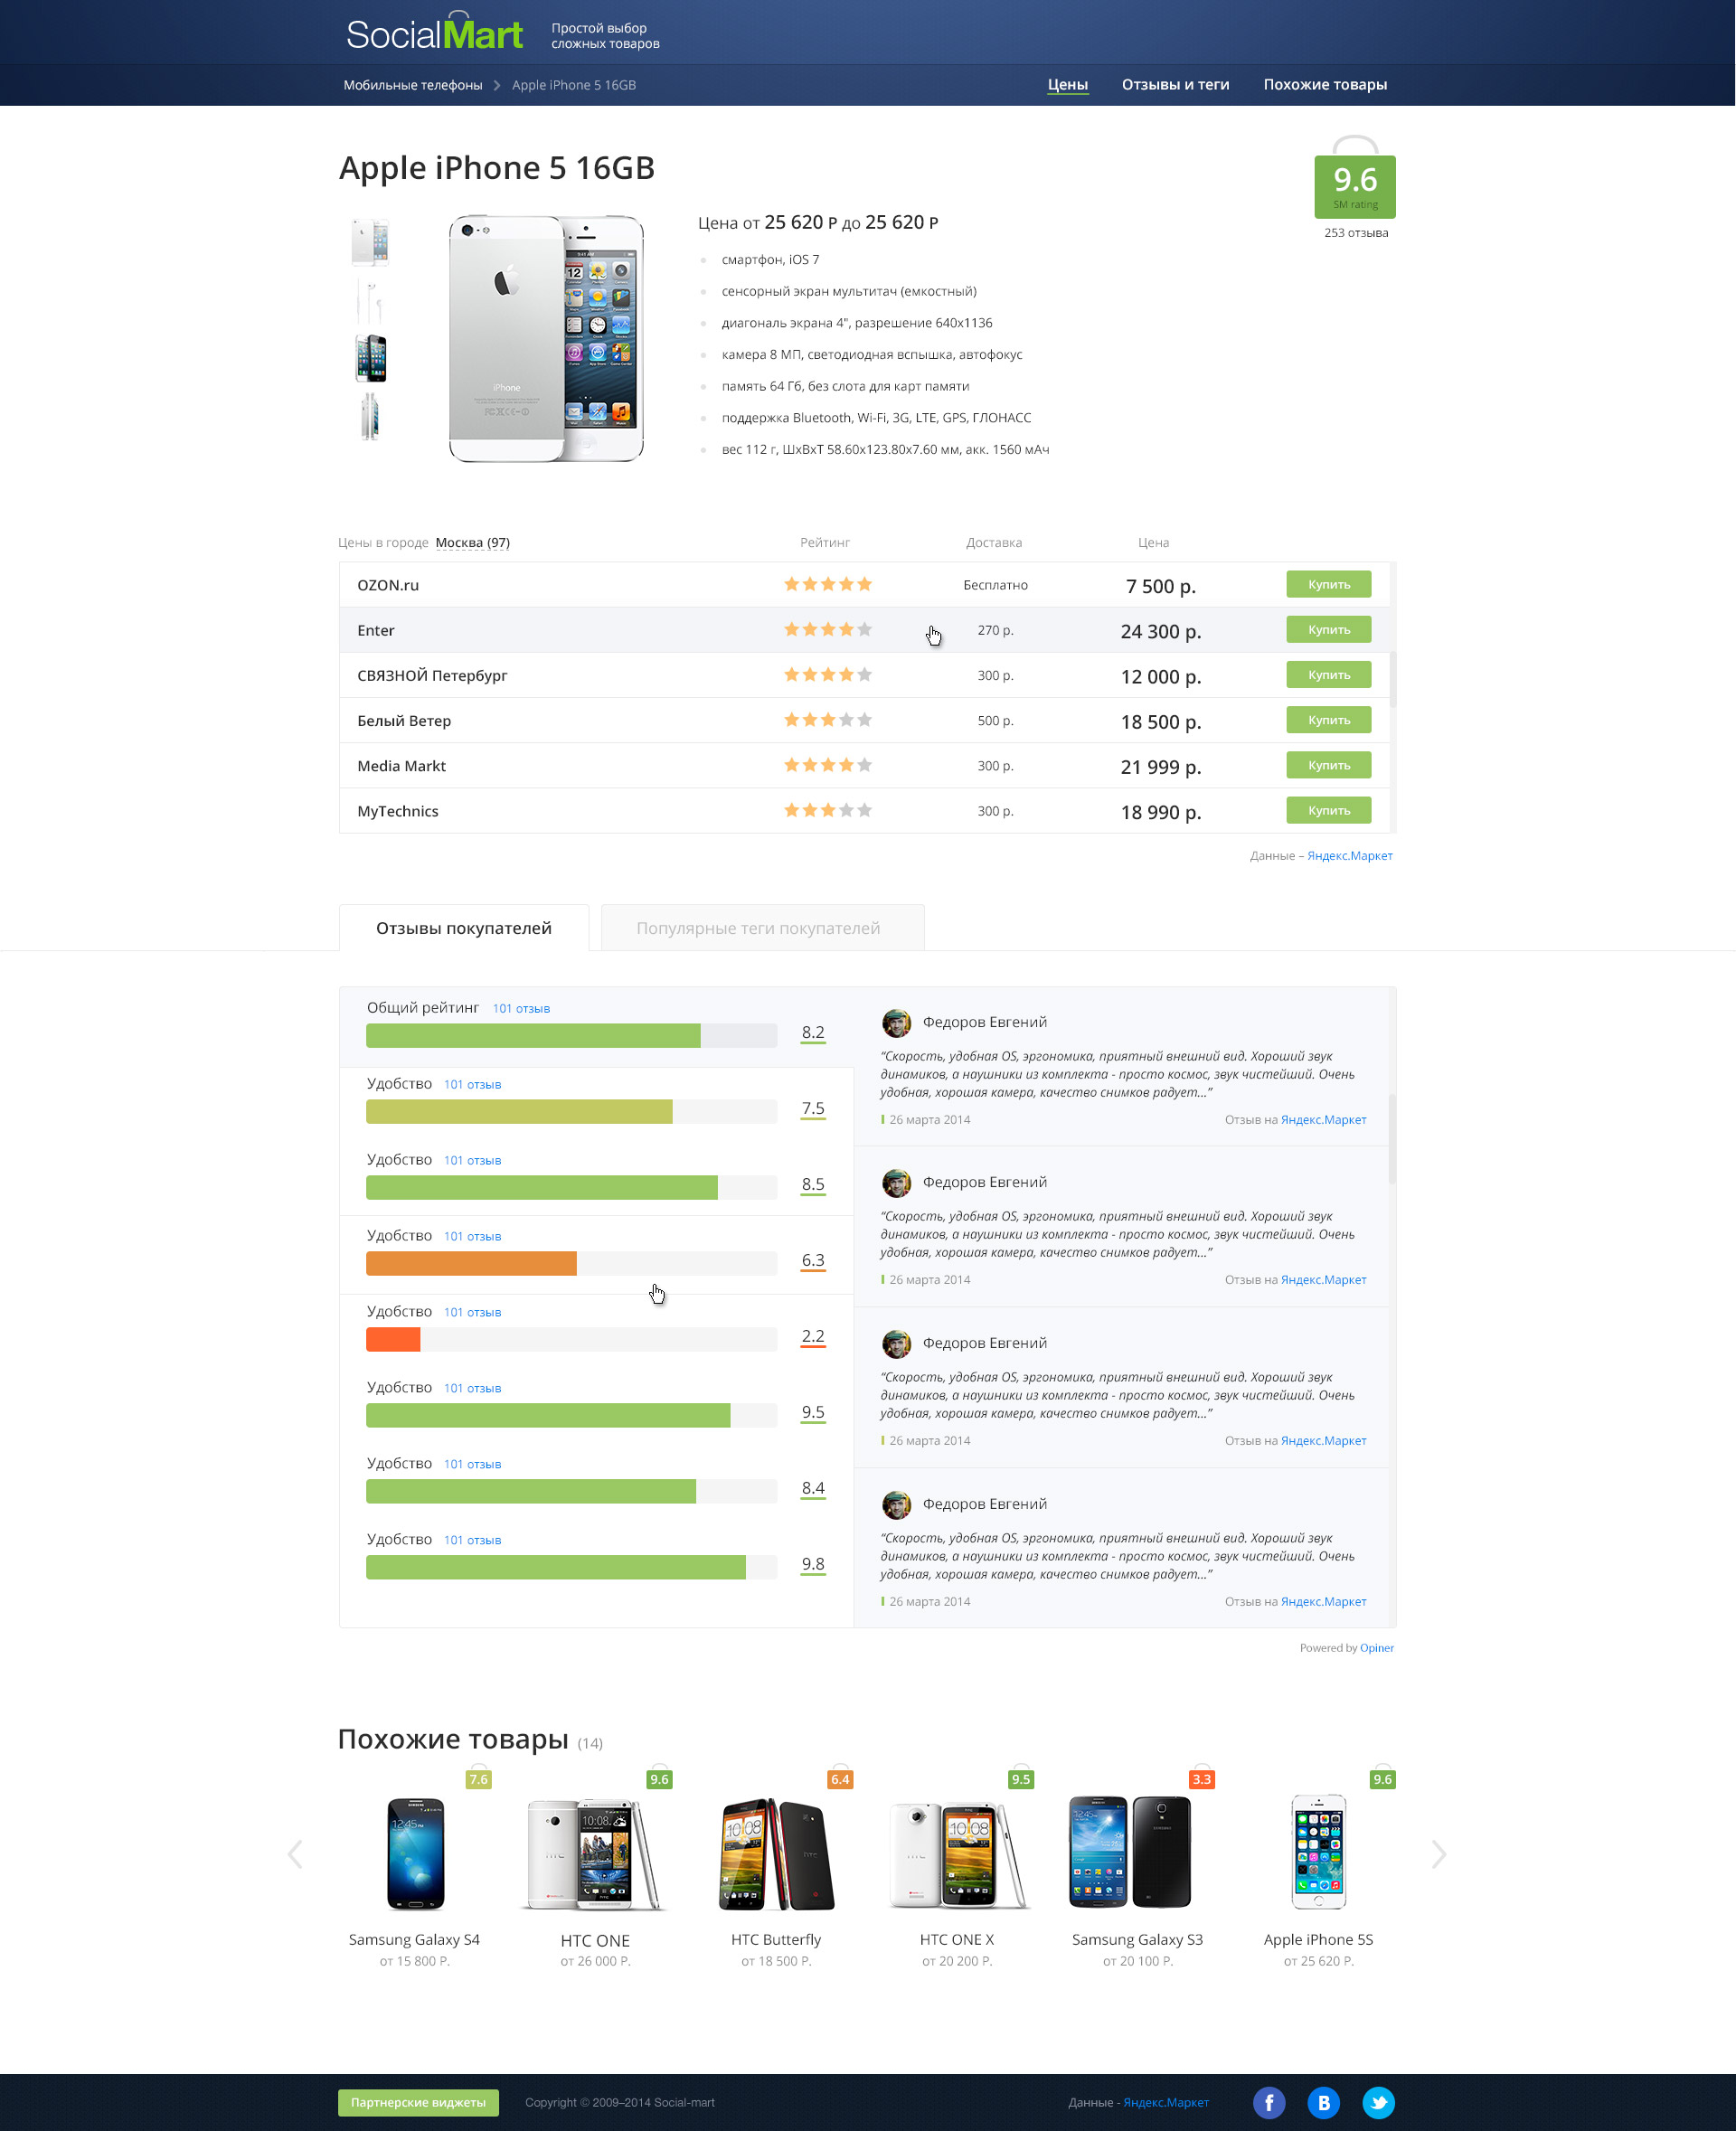 SocialMart
Простой выбор
сложных товаров
Мобильные телефоны
Apple iPhone 5 16GB
Цены
Отзывы и теги
Похожие товары
Apple iPhone 5 16GB
9.6
SM rating
253 отзыва
Цена от 25 620 Р до 25 620 Р
смартфон, iOS 7
сенсорный экран мультитач (емкостный)
диагональ экрана 4", разрешение 640x1136
камера 8 МП, светодиодная вспышка, автофокус
память 64 Гб, без слота для карт памяти
поддержка Bluetooth, Wi-Fi, 3G, LTE, GPS, ГЛОНАСС
вес 112 г, ШxВxТ 58.60x123.80x7.60 мм, акк. 1560 мАч
iPhone
Цены в городе Москва (97)
Рейтинг
Доставка
Цена
OZON.ru
Бесплатно
7 500 р.
Купить
Enter
270 р.
24 300 р.
Купить
СВЯЗНОЙ Петербург
300 р.
12 000 р.
Купить
Белый Ветер
500 р.
18 500 р.
Купить
Media Markt
300 р.
21 999 р.
Купить
MyTechnics
300 р.
18 990 р.
Купить
Данные – Яндекс.Маркет
Отзывы покупателей
Популярные теги покупателей
Общий рейтинг 101 отзыв
8.2
Удобство 101 отзыв
7.5
Удобство 101 отзыв
8.5
Удобство 101 отзыв
6.3
Удобство 101 отзыв
2.2
Удобство 101 отзыв
9.5
Удобство 101 отзыв
8.4
Удобство 101 отзыв
9.8
Федоров Евгений
“Скорость, удобная OS, эргономика, приятный внешний вид. Хороший звук
динамиков, а наушники из комплекта - просто космос, звук чистейший. Очень
удобная, хорошая камера, качество снимков радует...”
26 марта 2014
Отзыв на Яндекс.Маркет
Федоров Евгений
“Скорость, удобная OS, эргономика, приятный внешний вид. Хороший звук
динамиков, а наушники из комплекта - просто космос, звук чистейший. Очень
удобная, хорошая камера, качество снимков радует...”
26 марта 2014
Отзыв на Яндекс.Маркет
Федоров Евгений
“Скорость, удобная OS, эргономика, приятный внешний вид. Хороший звук
динамиков, а наушники из комплекта - просто космос, звук чистейший. Очень
удобная, хорошая камера, качество снимков радует...”
26 марта 2014
Отзыв на Яндекс.Маркет
Федоров Евгений
“Скорость, удобная OS, эргономика, приятный внешний вид. Хороший звук
динамиков, а наушники из комплекта - просто космос, звук чистейший. Очень
удобная, хорошая камера, качество снимков радует...”
26 марта 2014
Отзыв на Яндекс.Маркет
Powered by Opiner
Похожие товары (14)
7.6
9.6
6.4
9.5
3.3
9.6
Samsung Galaxy S4
от 15 800 Р.
HTC ONE
от 26 000 Р.
HTC Butterfly
от 18 500 Р.
HTC ONE X
от 20 200 Р.
Samsung Galaxy S3
от 20 100 Р.
Apple iPhone 5S
от 25 620 Р.
Партнерские виджеты
Copyright © 2009–2014 Social-mart
Данные - Яндекс.Маркет